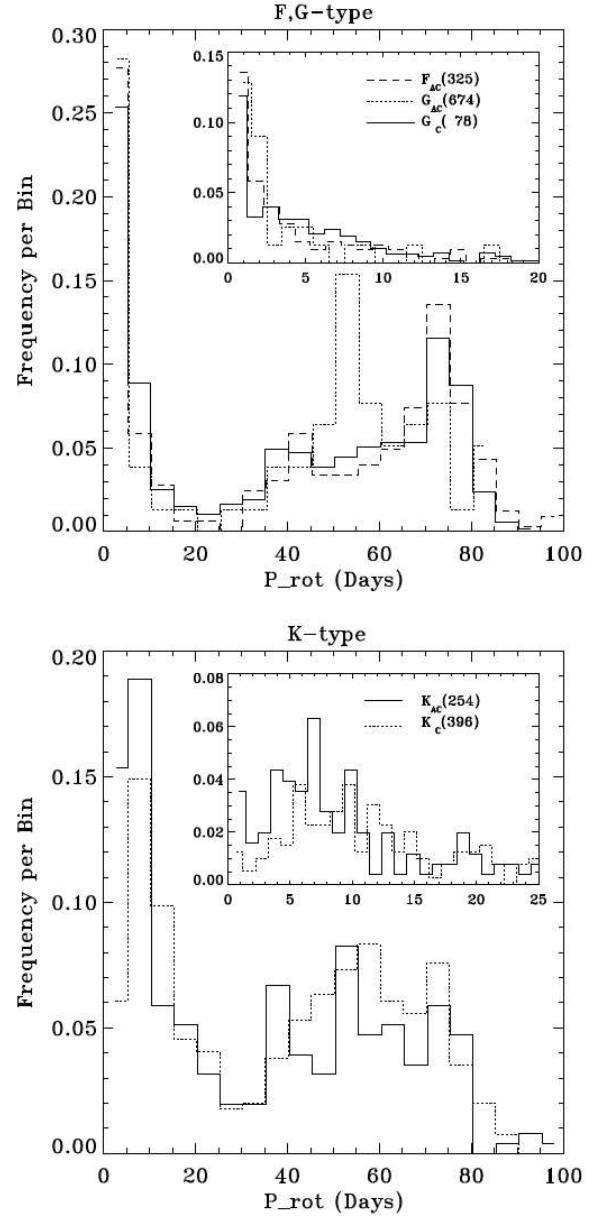 F,G-type
Frequency per Bin
0.30
0.25
0.20
0.15
0.10
0.05
0.00
0 20 40 60 80 100
P_rot (Days)
0.15
0.10
0.05
0.00
0 5 10 15 20
F_AC(325)
G_AC(674)
G_C( 78)
K-type
Frequency per Bin
0.20
0.15
0.10
0.05
0.00
0 20 40 60 80 100
P_rot (Days)
0.08
0.06
0.04
0.02
0.00
0 5 10 15 20 25
K_AC(254)
K_C(396)